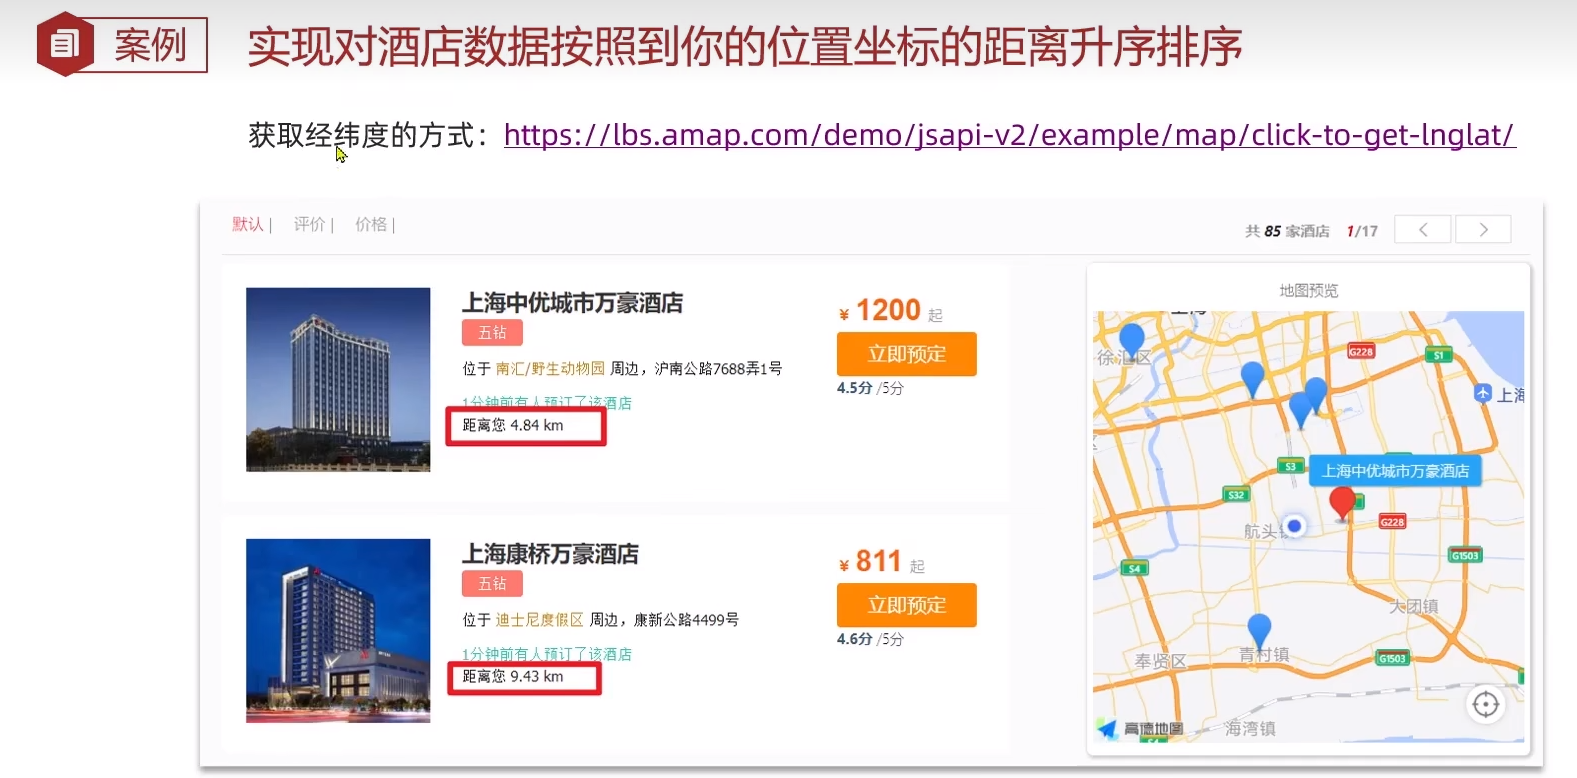 案例
实现对酒店数据按照到你的位置坐标的距离升序排序
获取经纬度的方式：https://lbs.amap.com/demo/jsapi-v2/example/map/click-to-get-lnglat/
默认 | 评价 | 价格 |
共 85 家酒店 1/17
上海中优城市万豪酒店
五钻
位于 南汇/野生动物园 周边，沪南公路7688弄1号
1分钟前有人预订了该酒店
距离您 4.84 km
¥ 1200 起
立即预定
4.5分 /5分
上海康桥万豪酒店
五钻
位于 迪士尼度假区 周边，康新公路4499号
1分钟前有人预订了该酒店
距离您 9.43 km
¥ 811 起
立即预定
4.6分 /5分
地图预览
徐汇区
G228
S1
上海
S3
上海中优城市万豪酒店
S32
航头
G228
G1503
S4
大团镇
奉贤区
青村镇
G1503
高德地图
海湾镇